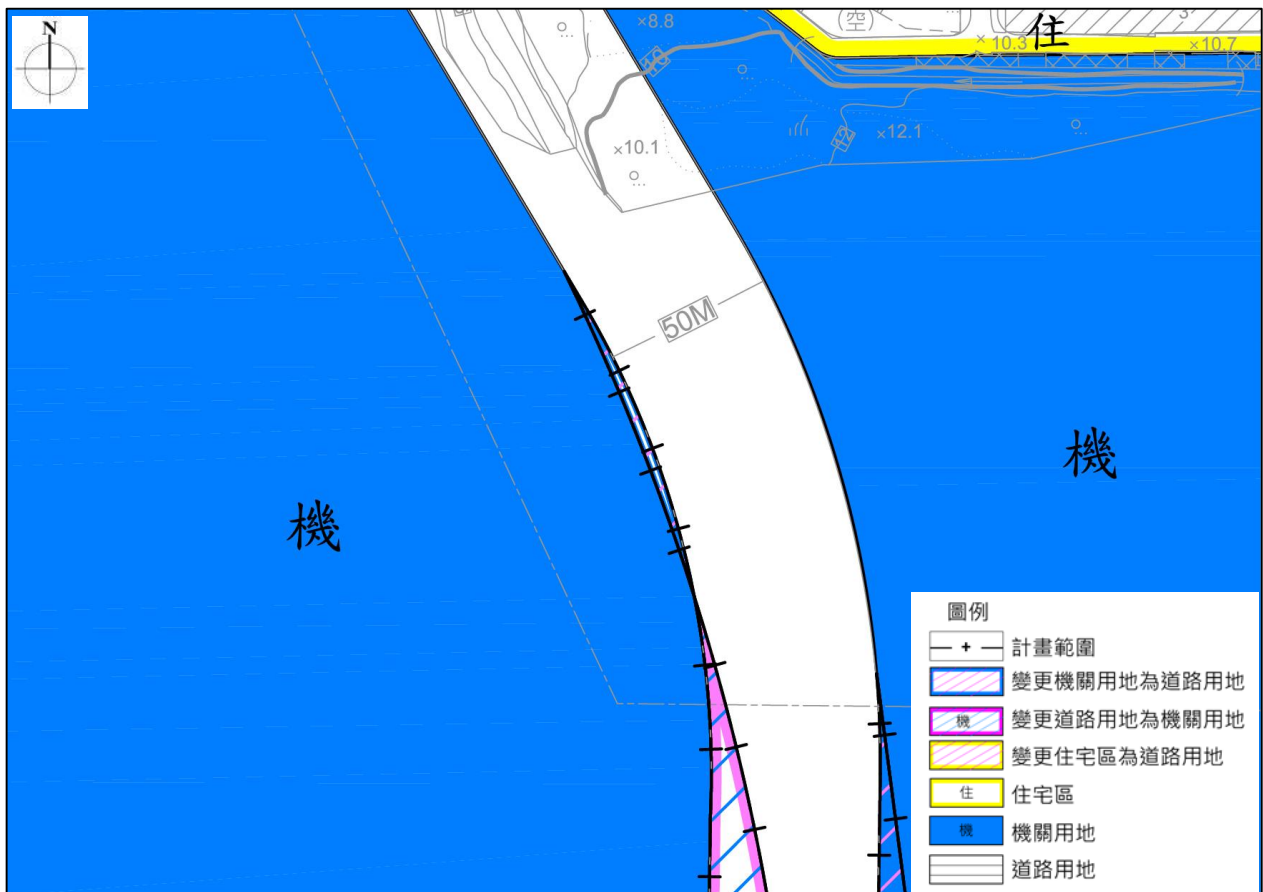 N
×8.8
(空)
住
×10.3
×10.7
10
×10.1
12
×12.1
50M
機
機
圖例
計畫範圍
變更機關用地為道路用地
機 變更道路用地為機關用地
變更住宅區為道路用地
住 住宅區
機 機關用地
道路用地